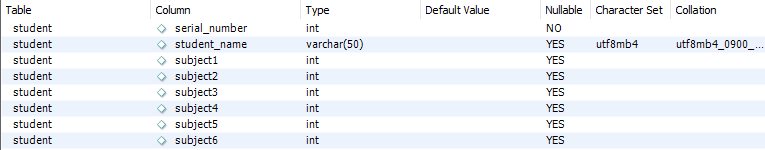 Table Column Type Default Value Nullable Character Set Collation
student serial_number int NO
student student_name varchar(50) YES utf8mb4 utf8mb4_0900_...
student subject1 int YES
student subject2 int YES
student subject3 int YES
student subject4 int YES
student subject5 int YES
student subject6 int YES